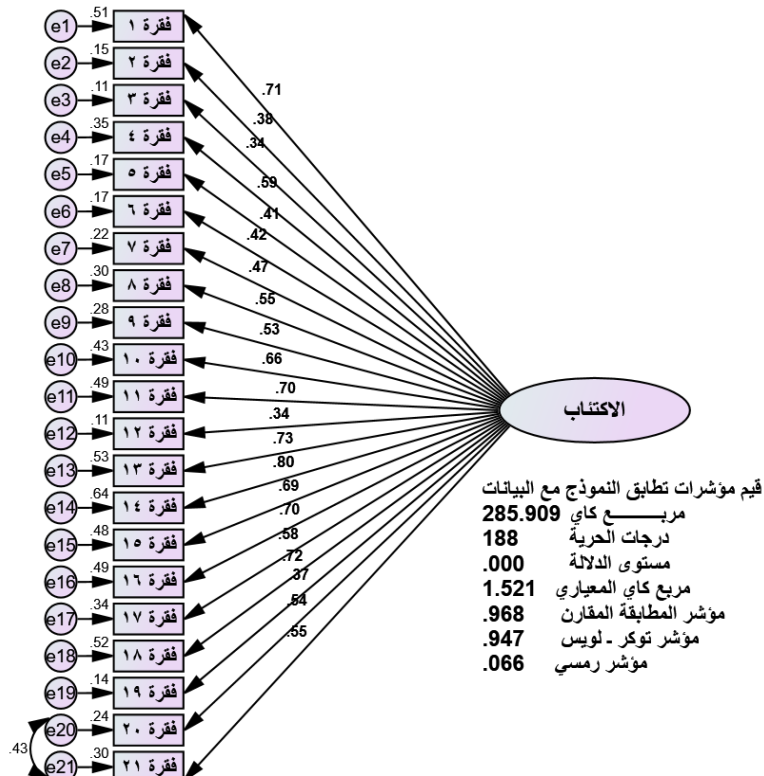 e1 .51 فقرة ١
e2 .15 فقرة ٢
e3 .11 فقرة ٣
e4 .35 فقرة ٤
e5 .17 فقرة ٥
e6 .17 فقرة ٦
e7 .22 فقرة ٧
e8 .30 فقرة ٨
e9 .28 فقرة ٩
e10 .43 فقرة ١٠
e11 .49 فقرة ١١
e12 .11 فقرة ١٢
e13 .53 فقرة ١٣
e14 .64 فقرة ١٤
e15 .48 فقرة ١٥
e16 .49 فقرة ١٦
e17 .34 فقرة ١٧
e18 .52 فقرة ١٨
e19 .14 فقرة ١٩
e20 .24 فقرة ٢٠
e21 .30 فقرة ٢١
.43
.71
.38
.34
.59
.41
.42
.47
.55
.53
.66
.70
.34
.73
.80
.69
.70
.58
.72
.37
.54
.55
الاكتئاب
قيم مؤشرات تطابق النموذج مع البيانات
مربـــــــــع كاي 285.909
درجات الحرية 188
مستوى الدلالة .000
مربع كاي المعياري 1.521
مؤشر المطابقة المقارن .968
مؤشر توكر ـ لويس .947
مؤشر رمسي .066